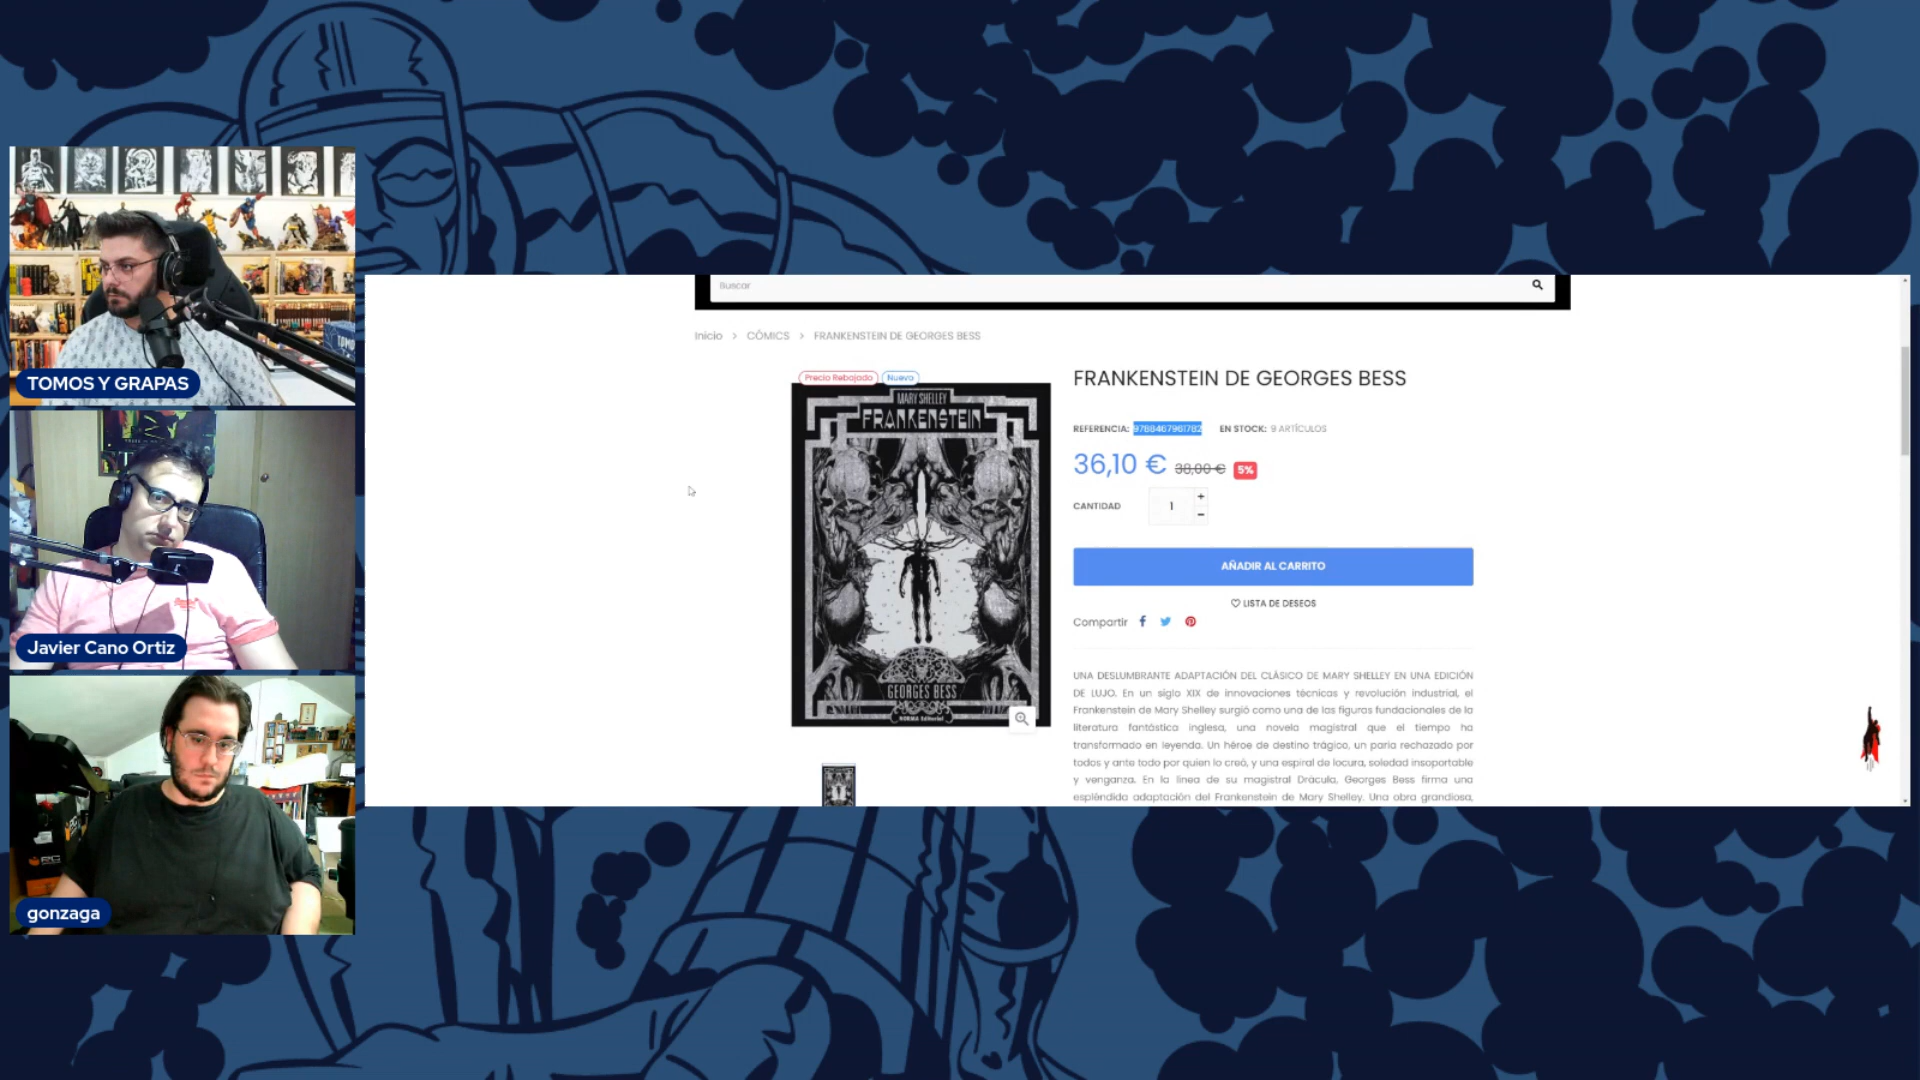 TOMOS Y GRAPAS
Javier Cano Ortiz
gonzaga
Buscar
Inicio > CÓMICS > FRANKENSTEIN DE GEORGES BESS
Precio Rebajado
Nuevo
MARY SHELLEY
FRANKENSTEIN
GEORGES BESS
NORMA Editorial
FRANKENSTEIN DE GEORGES BESS
REFERENCIA: 9788467961782 EN STOCK: 9 ARTÍCULOS
36,10 € 38,00 € 5%
CANTIDAD 1 + −
AÑADIR AL CARRITO
LISTA DE DESEOS
Compartir
UNA DESLUMBRANTE ADAPTACIÓN DEL CLÁSICO DE MARY SHELLEY EN UNA EDICIÓN
DE LUJO. En un siglo XIX de innovaciones técnicas y revolución industrial, el
Frankenstein de Mary Shelley surgió como una de las figuras fundacionales de la
literatura fantástica inglesa, una novela magistral que el tiempo ha
transformado en leyenda. Un héroe de destino trágico, un paria rechazado por
todos y ante todo por quien lo creó, y una espiral de locura, soledad insoportable
y venganza. En la línea de su magistral Drácula, Georges Bess firma una
espléndida adaptación del Frankenstein de Mary Shelley. Una obra grandiosa,